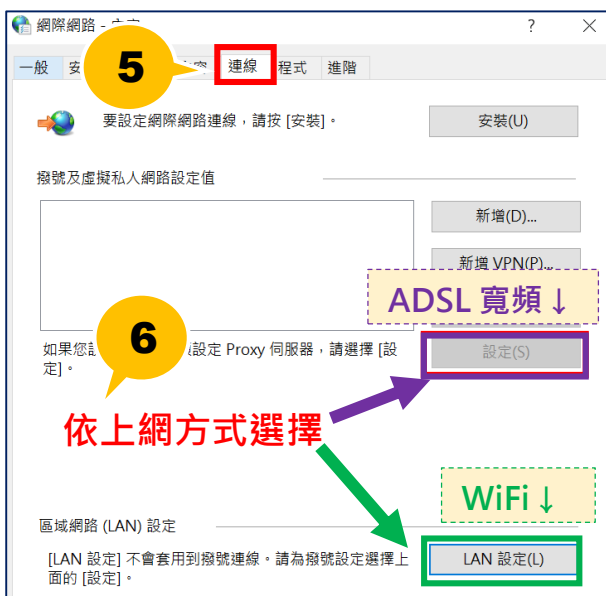 網際網路 -
?
一般
5
連線
程式 進階
要設定網際網路連線，請按 [安裝]。
安裝(U)
撥號及虛擬私人網路設定值
新增(D)...
新增 VPN(P)...
ADSL 寬頻↓
6
如果您 設定 Proxy 伺服器，請選擇 [設
定]。
設定(S)
依上網方式選擇
WiFi↓
區域網路 (LAN) 設定
[LAN 設定] 不會套用到撥號連線。請為撥號設定選擇上
面的 [設定]。
LAN 設定(L)